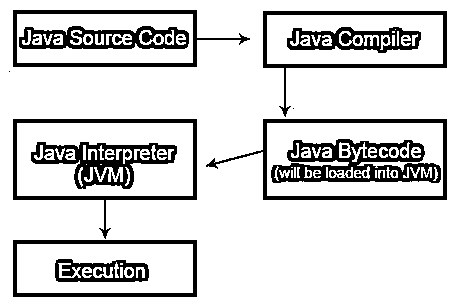 Java Source Code
Java Compiler
Java Bytecode
(will be loaded into JVM)
Java Interpreter
(JVM)
Execution